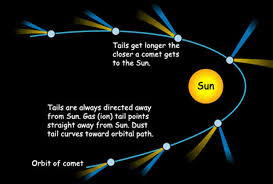 Tails get longer the
closer a comet gets
to the Sun.
Sun
Tails are always directed away
from Sun. Gas (ion) tail points
straight away from Sun. Dust
tail curves toward orbital path.
Orbit of comet